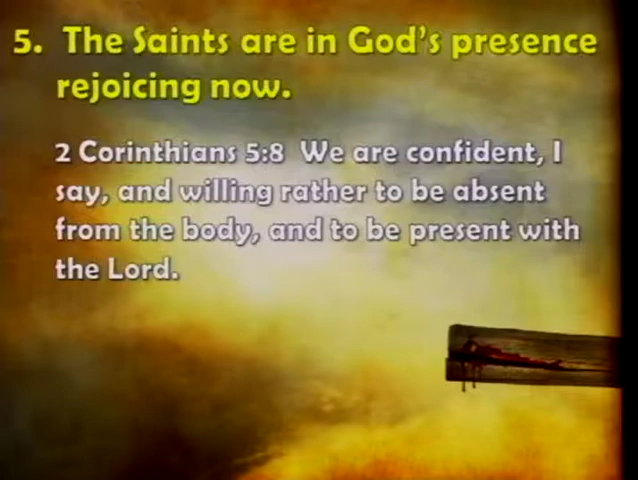 5. The Saints are in God's presence
rejoicing now.
2 Corinthians 5:8 We are confident, I
say, and willing rather to be absent
from the body, and to be present with
the Lord.